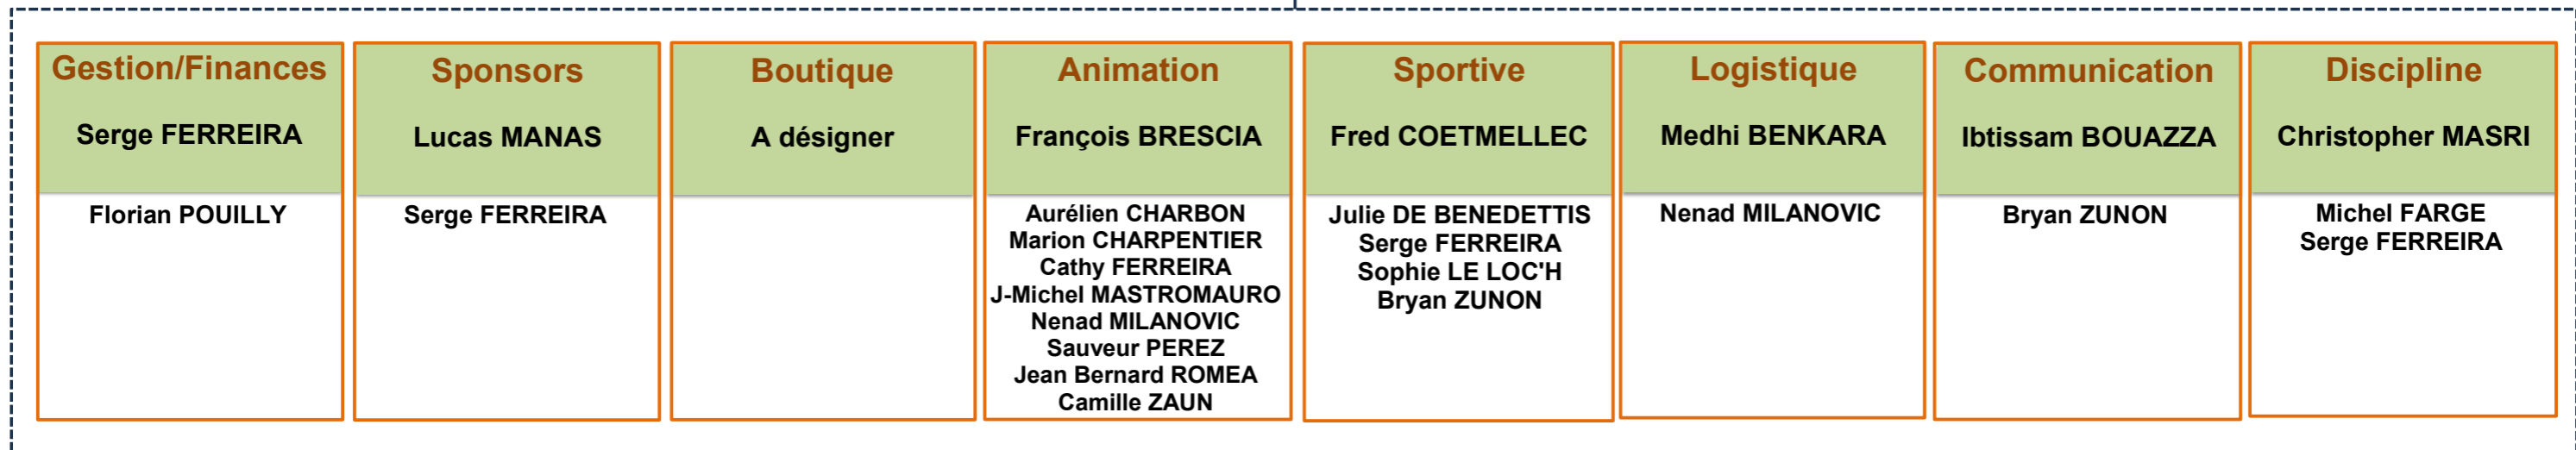 Gestion/Finances
Serge FERREIRA
Florian POUILLY
Sponsors
Lucas MANAS
Serge FERREIRA
Boutique
A désigner
Animation
François BRESCIA
Aurélien CHARBON
Marion CHARPENTIER
Cathy FERREIRA
J-Michel MASTROMAURO
Nenad MILANOVIC
Sauveur PEREZ
Jean Bernard ROMEA
Camille ZAUN
Sportive
Fred COETMELLEC
Julie DE BENEDETTIS
Serge FERREIRA
Sophie LE LOC'H
Bryan ZUNON
Logistique
Medhi BENKARA
Nenad MILANOVIC
Communication
Ibtissam BOUAZZA
Bryan ZUNON
Discipline
Christopher MASRI
Michel FARGE
Serge FERREIRA